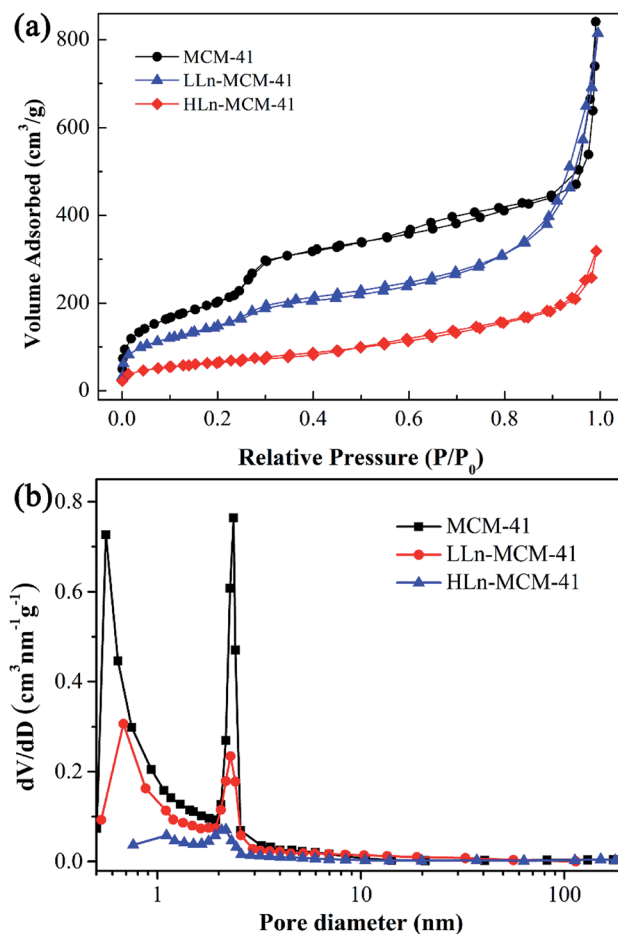 (a)
800
600
400
200
0
Volume Adsorbed (cm³/g)
MCM-41
LLn-MCM-41
HLn-MCM-41
0.0 0.2 0.4 0.6 0.8 1.0
Relative Pressure (P/P₀)
(b)
0.8
0.6
0.4
0.2
0.0
dV/dD (cm³nm⁻¹g⁻¹)
MCM-41
LLn-MCM-41
HLn-MCM-41
1 10 100
Pore diameter (nm)